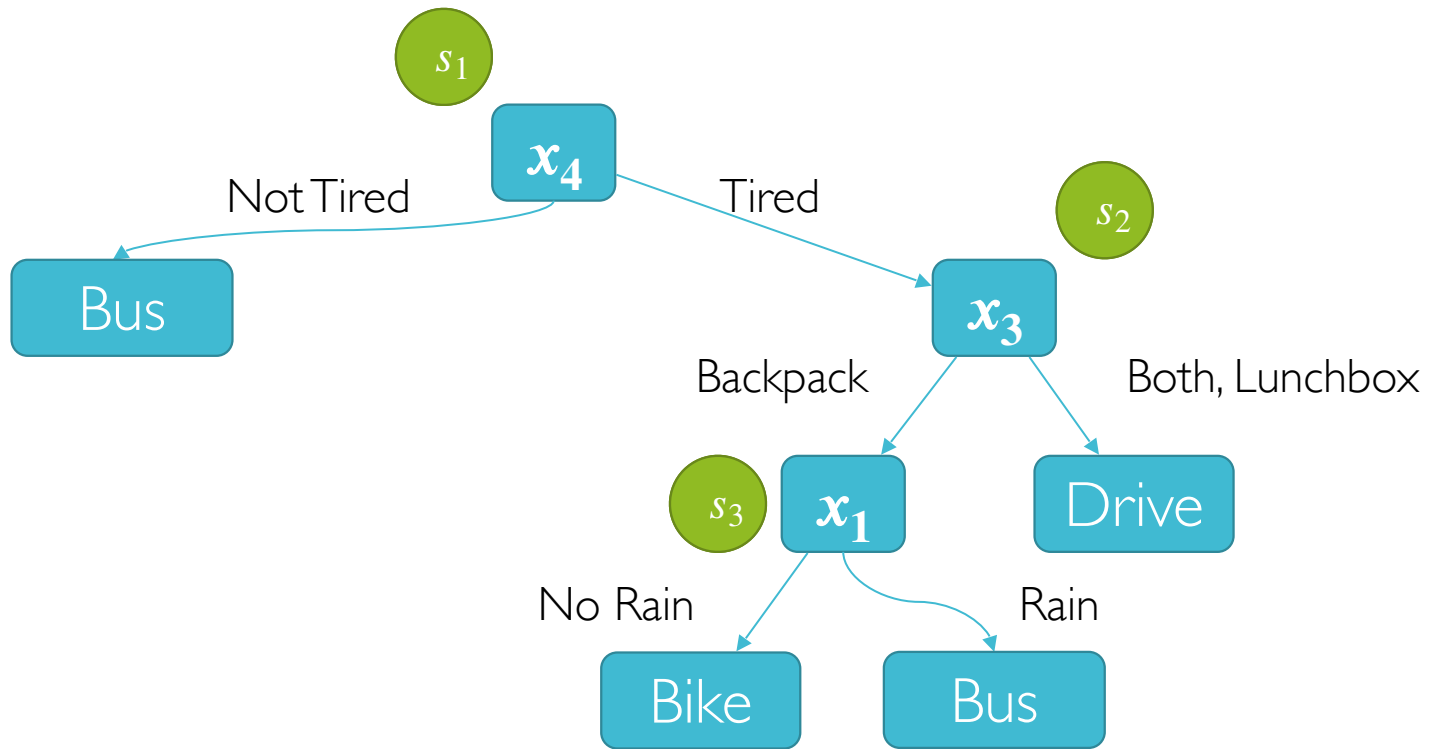 s₁
x₄
Not Tired
Tired
s₂
Bus
x₃
Backpack
Both, Lunchbox
s₃
x₁
Drive
No Rain
Rain
Bike
Bus